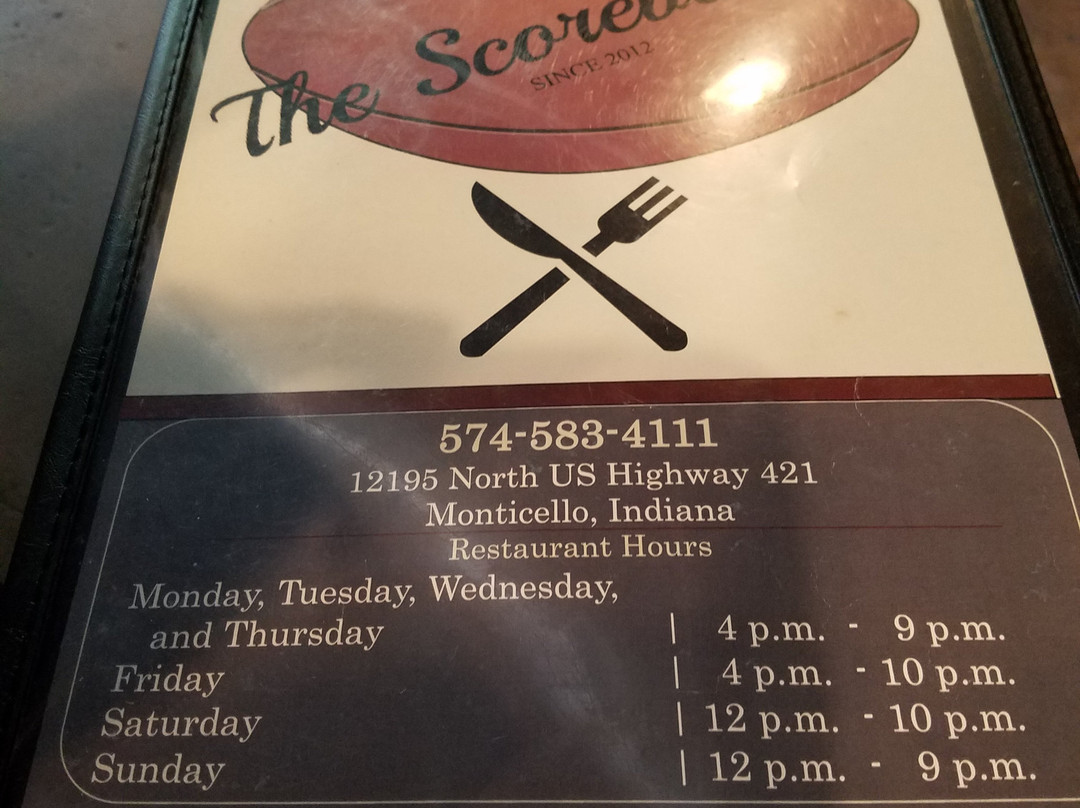 The
SINCE 2012
574-583-4111
12195 North US Highway 421
Monticello, Indiana
Restaurant Hours
Monday, Tuesday, Wednesday,
and Thursday | 4 p.m. - 9 p.m.
Friday | 4 p.m. - 10 p.m.
Saturday | 12 p.m. - 10 p.m.
Sunday | 12 p.m. - 9 p.m.